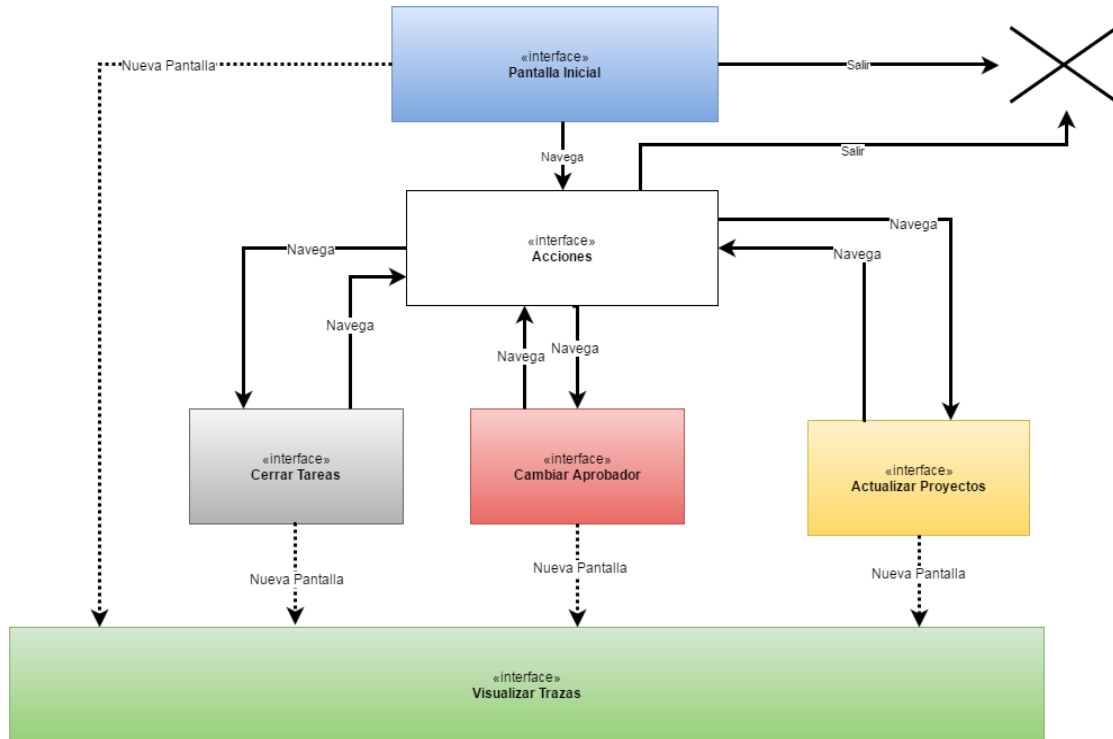 «interface»
Pantalla Inicial
Nueva Pantalla
Salir
Navega
Salir
«interface»
Acciones
Navega
Navega
Navega
Navega
Navega
Navega
«interface»
Cerrar Tareas
«interface»
Cambiar Aprobador
«interface»
Actualizar Proyectos
Nueva Pantalla
Nueva Pantalla
Nueva Pantalla
«interface»
Visualizar Trazas